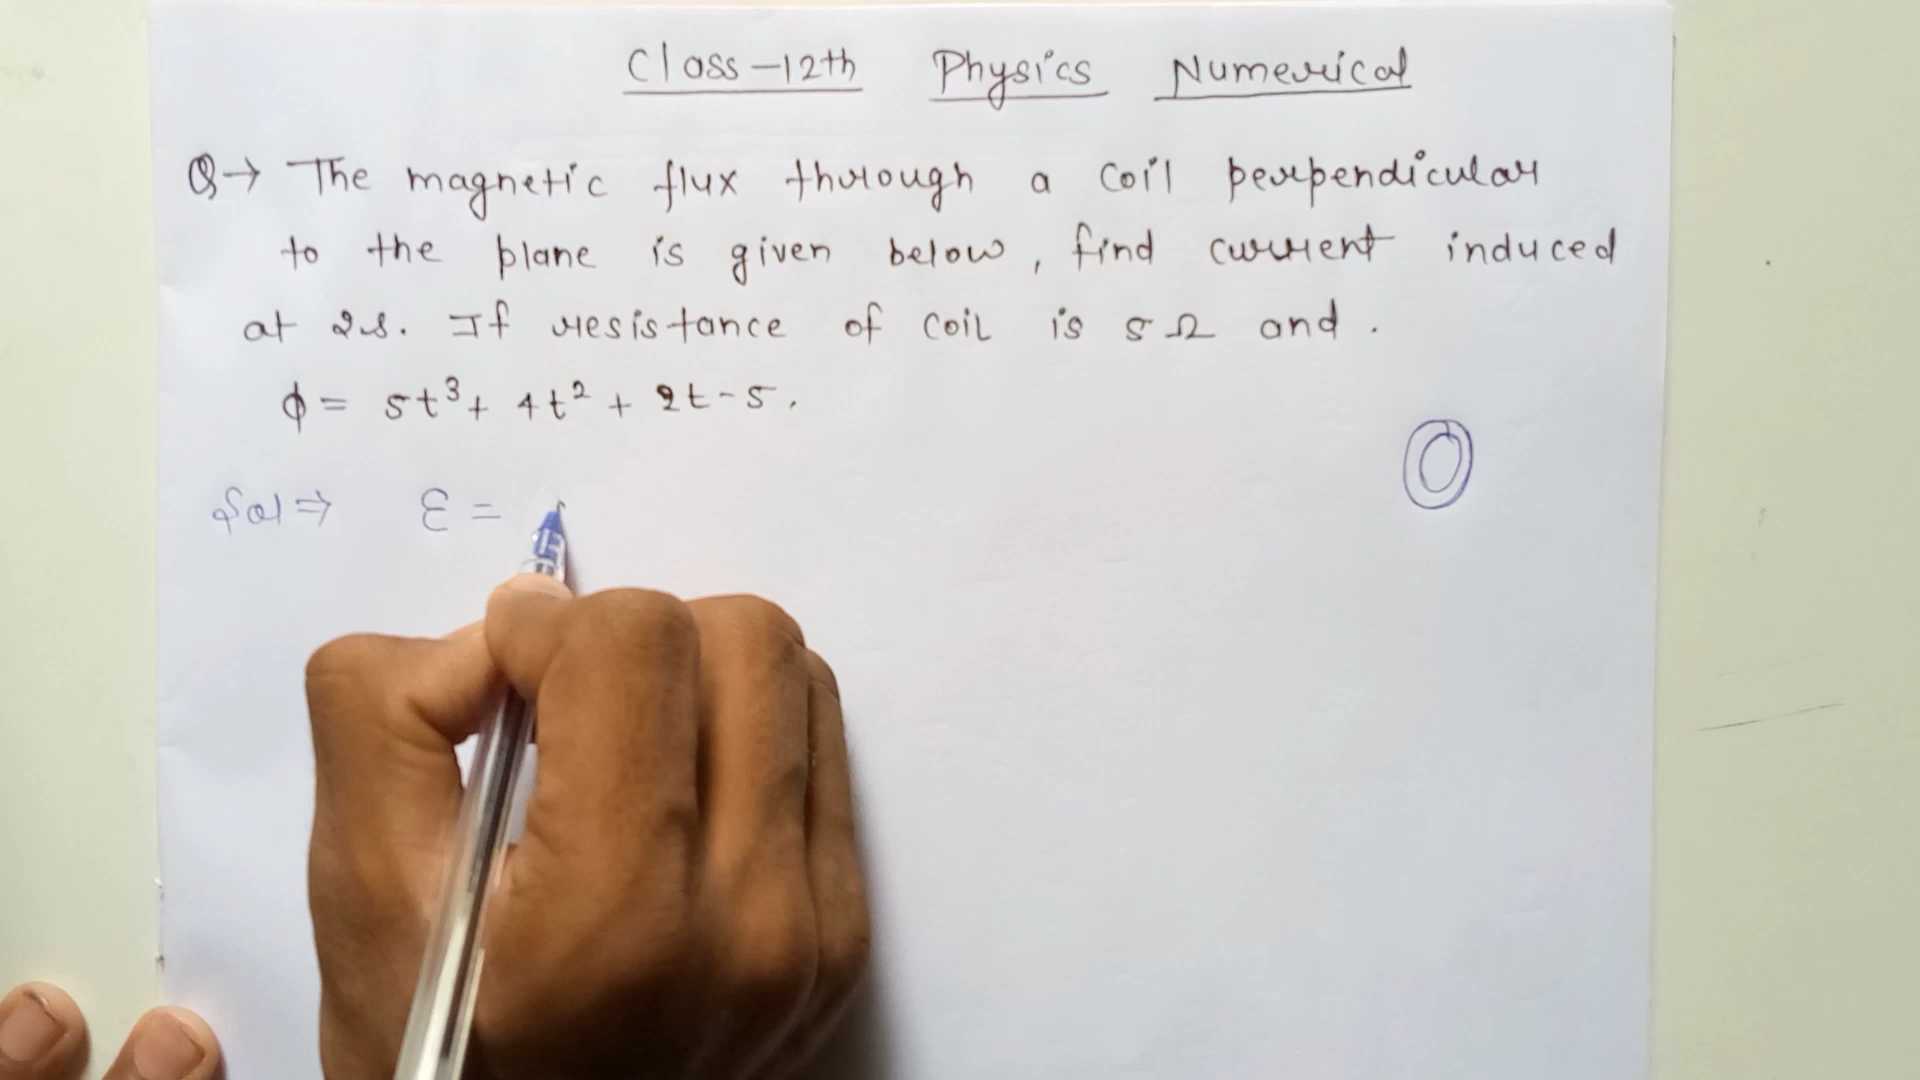 Class-12th Physics Numerical
Q→ The magnetic flux through a coil perpendicular
to the plane is given below, find current induced
at 2s. If resistance of coil is 5Ω and.
ϕ = 5t³ + 4t² + 2t - 5.
Sol⇒ ε =